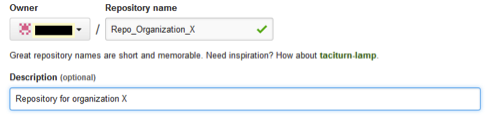 Owner Repository name
/ Repo_Organization_X
Great repository names are short and memorable. Need inspiration? How about taciturn-lamp.
Description (optional)
Repository for organization X